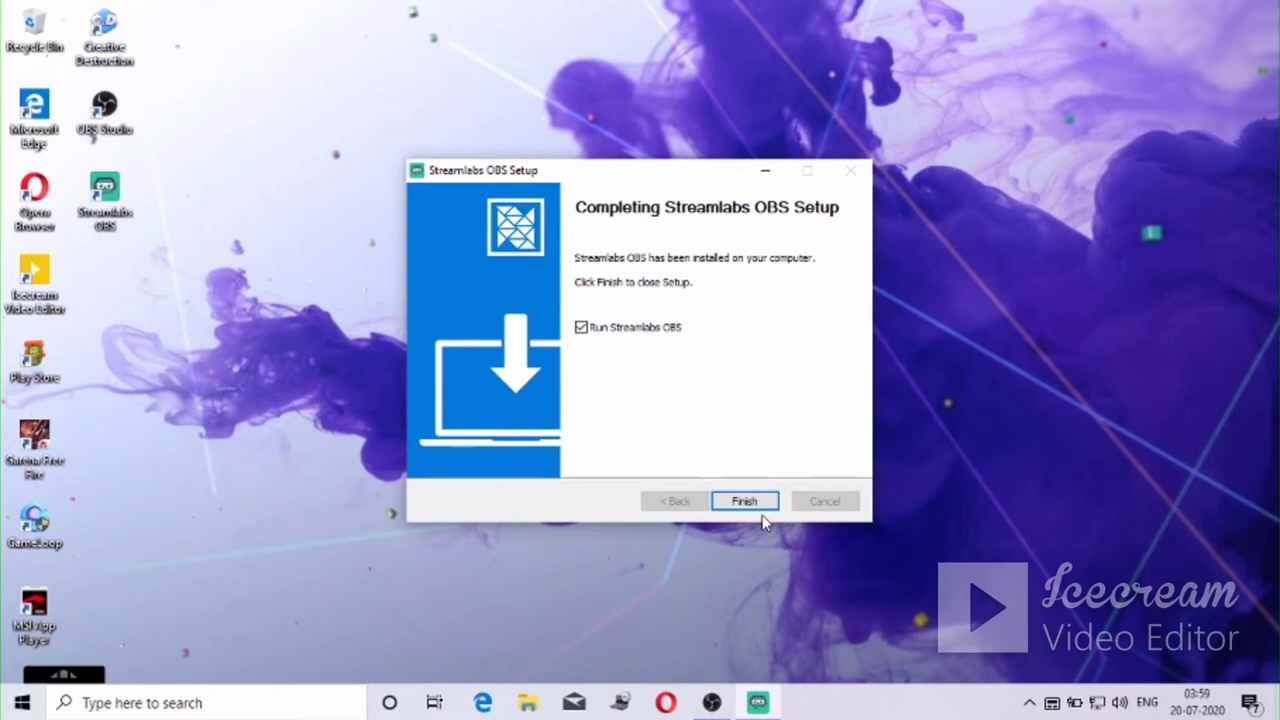 Recycle Bin
Creative
Destruction
Microsoft
Edge
OBS Studio
Opera
Browser
Streamlabs
OBS
Icecream
Video Editor
Play Store
Garena Free
Fire
GameLoop
MSI App
Player
Streamlabs OBS Setup
Completing Streamlabs OBS Setup
Streamlabs OBS has been installed on your computer.
Click Finish to close Setup.
Run Streamlabs OBS
< Back
Finish
Cancel
Icecream
Video Editor
Type here to search
ENG
03:59
20-07-2020
7